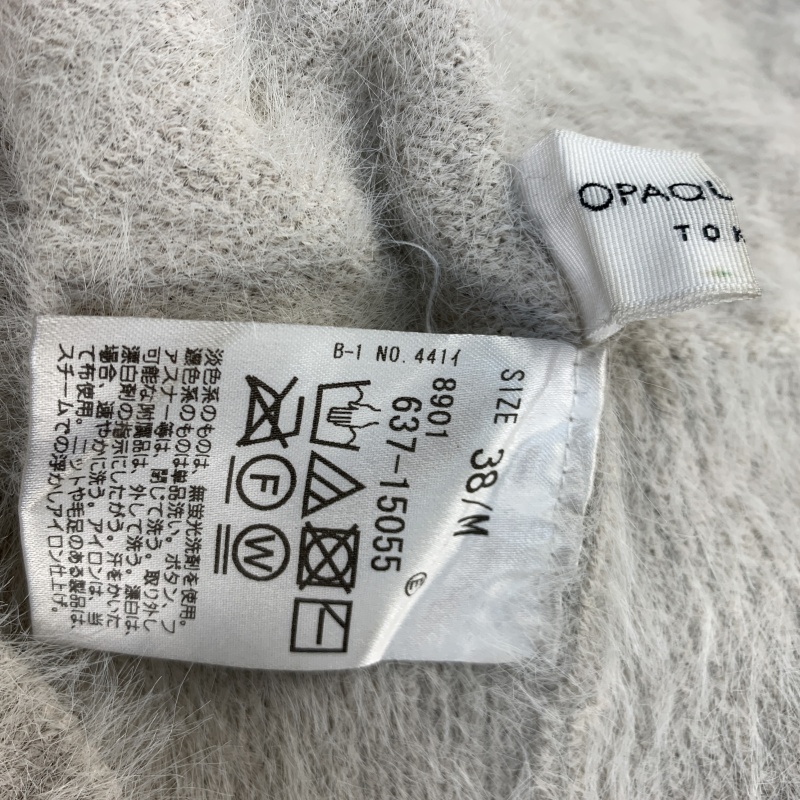 OPAQU
TOK
B-1 NO.4414
SIZE 38/M
8901
637-15055
E
F
W
淡色系のものは、無蛍光洗剤を使用。
濃色系のものは単品洗い。ボタン、フ
アスナー等は、閉じて洗う。取り外し
可能な附属品は、外して洗う。漂白は、
漂白剤の指示にしたがう。汗をかいた
場合、速やかに洗う。アイロンは、当
て布使用。ニットや毛足のある製品は、
スチームでの浮かしアイロン仕上げ。